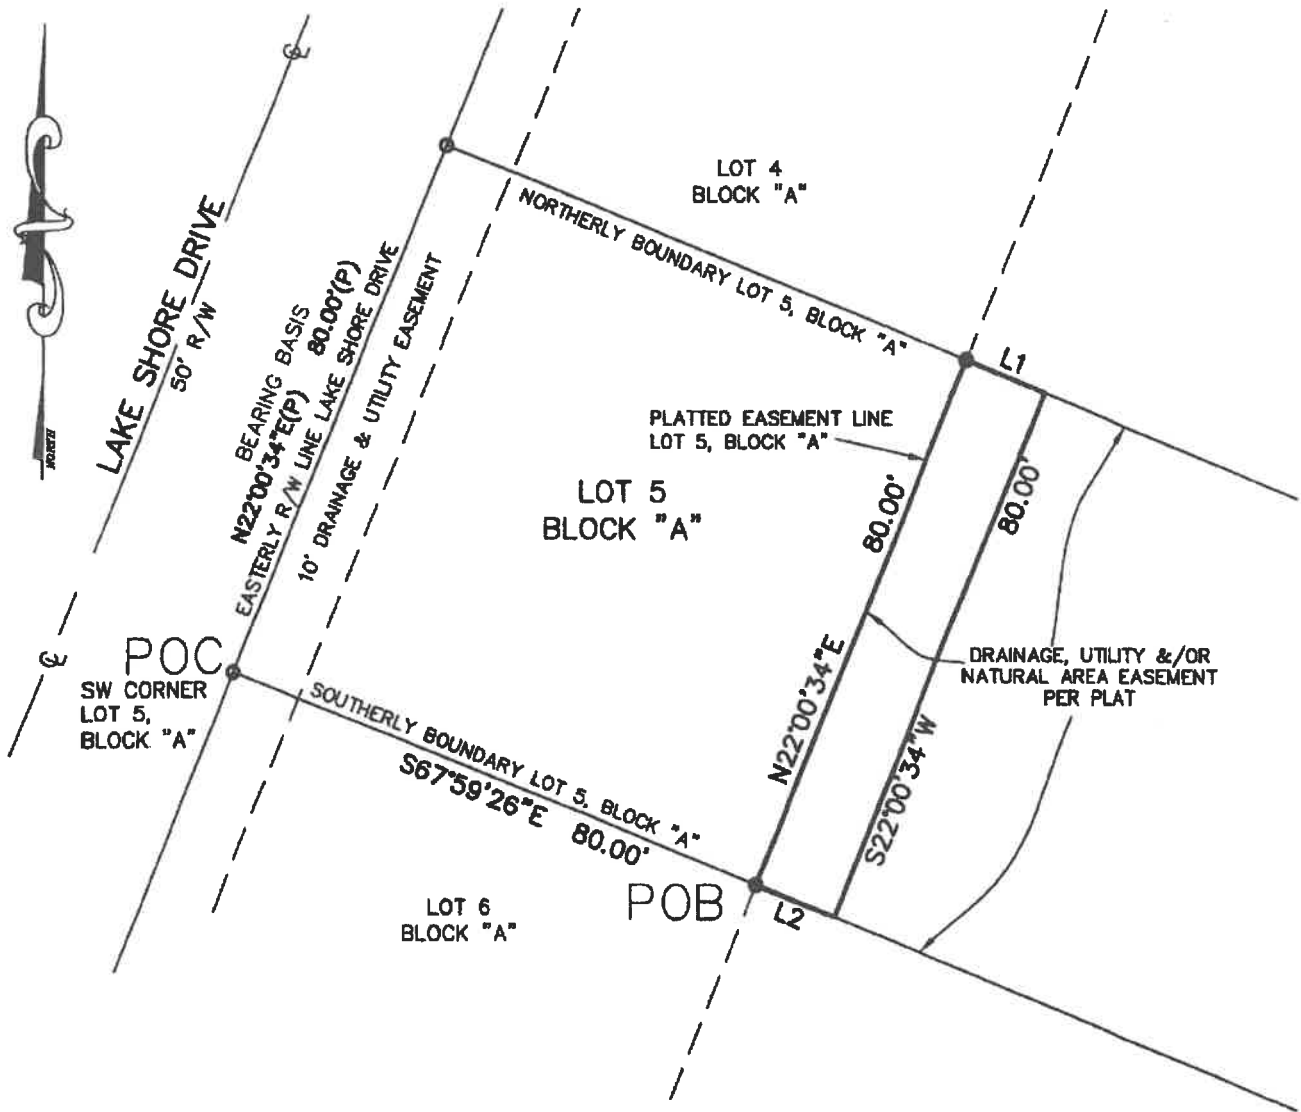 LOT 4
BLOCK "A"
NORTHERLY BOUNDARY LOT 5, BLOCK "A"
L1
LAKE SHORE DRIVE
50' R/W
BEARING BASIS
N22°00'34"E(P) 80.00'(P)
EASTERLY R/W LINE LAKE SHORE DRIVE
10' DRAINAGE & UTILITY EASEMENT
NORTH
PLATTED EASEMENT LINE
LOT 5, BLOCK "A"
LOT 5
BLOCK "A"
80.00'
N22°00'34"E
80.00'
S22°00'34"W
DRAINAGE, UTILITY &/OR
NATURAL AREA EASEMENT
PER PLAT
POC
SW CORNER
LOT 5,
BLOCK "A"
SOUTHERLY BOUNDARY LOT 5, BLOCK "A"
S67°59'26"E 80.00'
POB
L2
LOT 6
BLOCK "A"